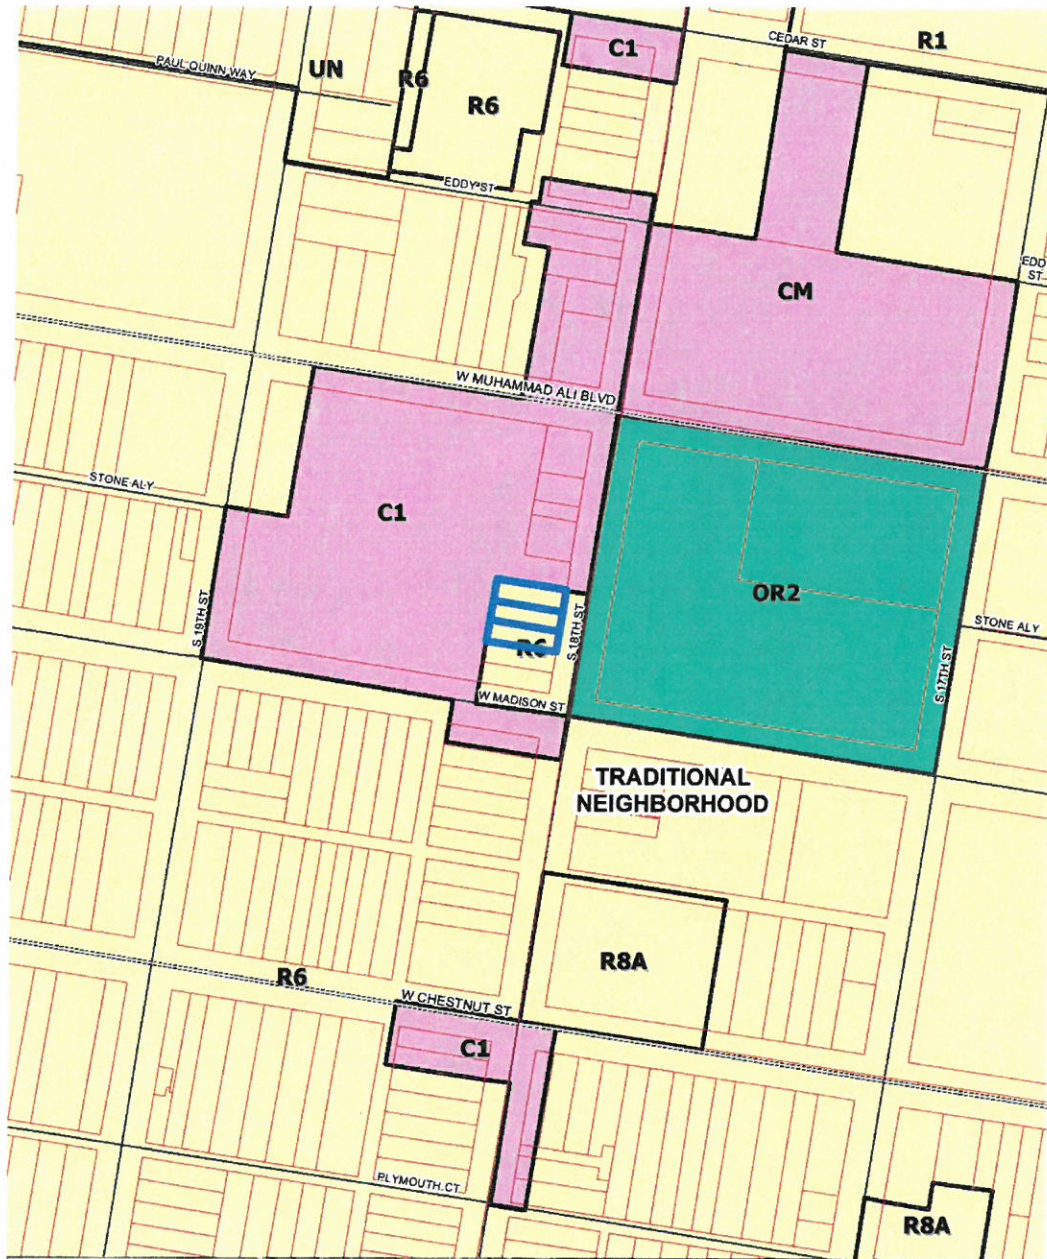 CEDAR ST
R1
C1
PAUL QUINN WAY
UN
R6
R6
EDDY ST
EDD
ST
CM
W MUHAMMAD ALI BLVD
STONE ALY
C1
OR2
S 19TH ST
S 18TH ST
STONE ALY
R6
S 17TH ST
W MADISON ST
TRADITIONAL
NEIGHBORHOOD
R8A
R6
W CHESTNUT ST
C1
PLYMOUTH CT
R8A